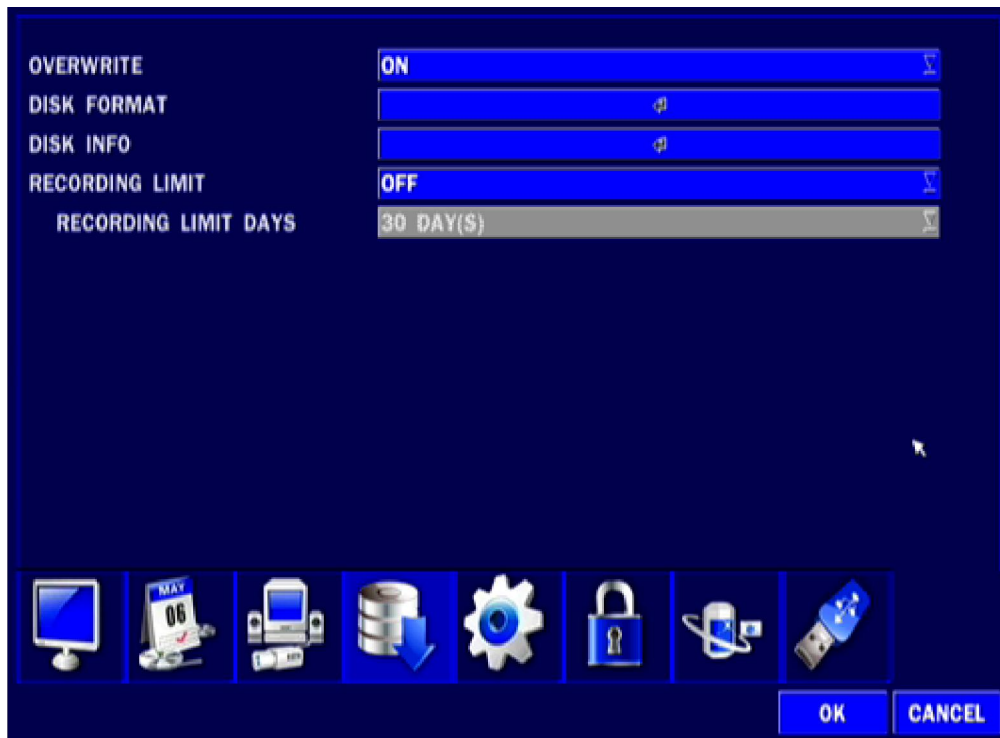 OVERWRITE ON
DISK FORMAT
DISK INFO
RECORDING LIMIT OFF
RECORDING LIMIT DAYS 30 DAY(S)
MAY
06
OK CANCEL